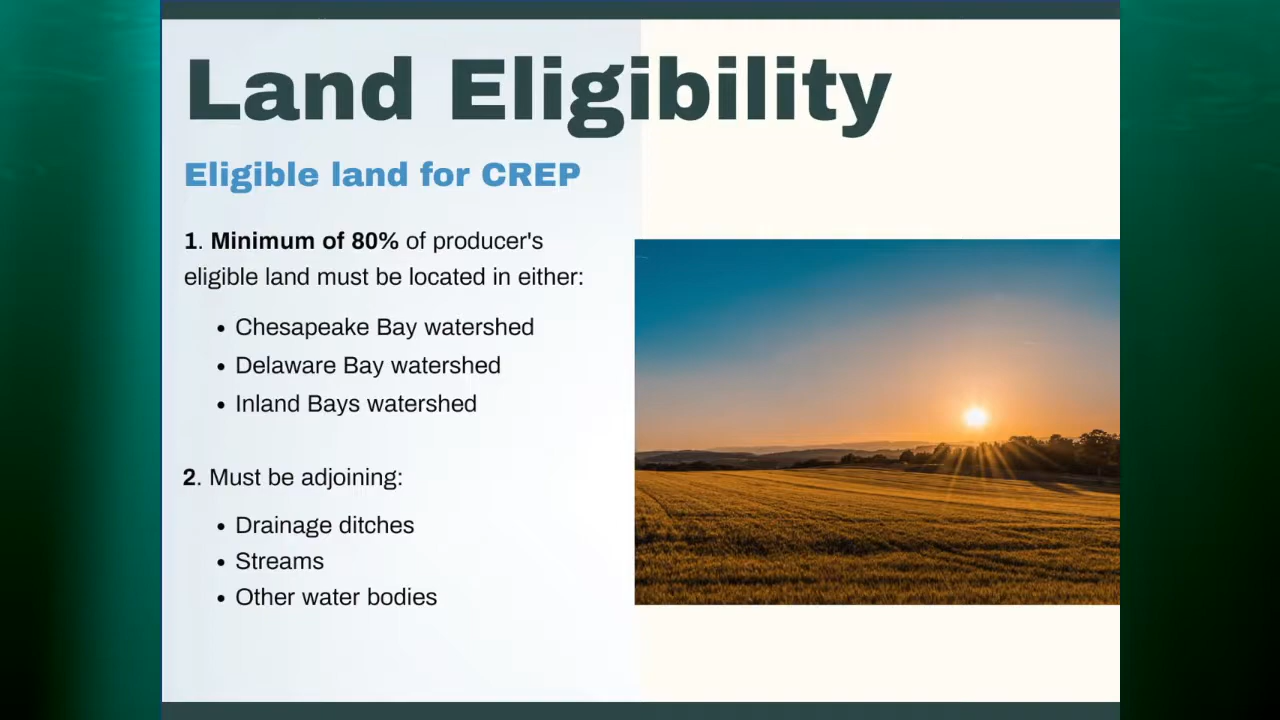 Land Eligibility
Eligible land for CREP
1. Minimum of 80% of producer's
eligible land must be located in either:
• Chesapeake Bay watershed
• Delaware Bay watershed
• Inland Bays watershed
2. Must be adjoining:
• Drainage ditches
• Streams
• Other water bodies